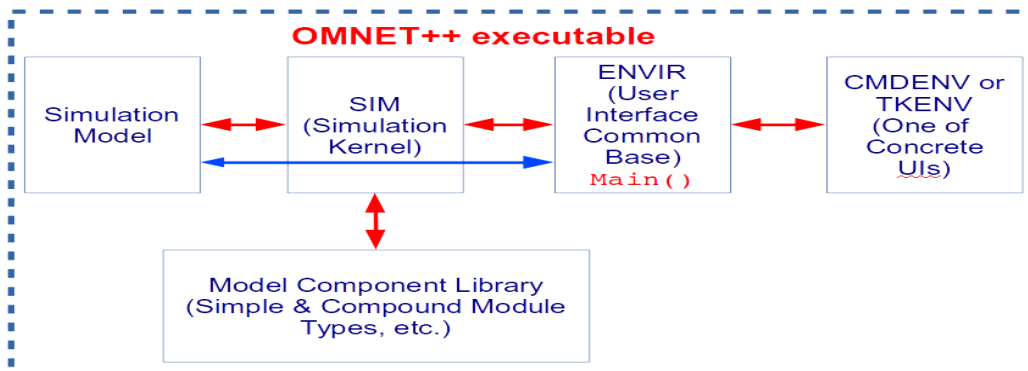 OMNET++ executable
Simulation
Model
SIM
(Simulation
Kernel)
ENVIR
(User
Interface
Common
Base)
Main()
CMDENV or
TKENV
(One of
Concrete
UIs)
Model Component Library
(Simple & Compound Module
Types, etc.)